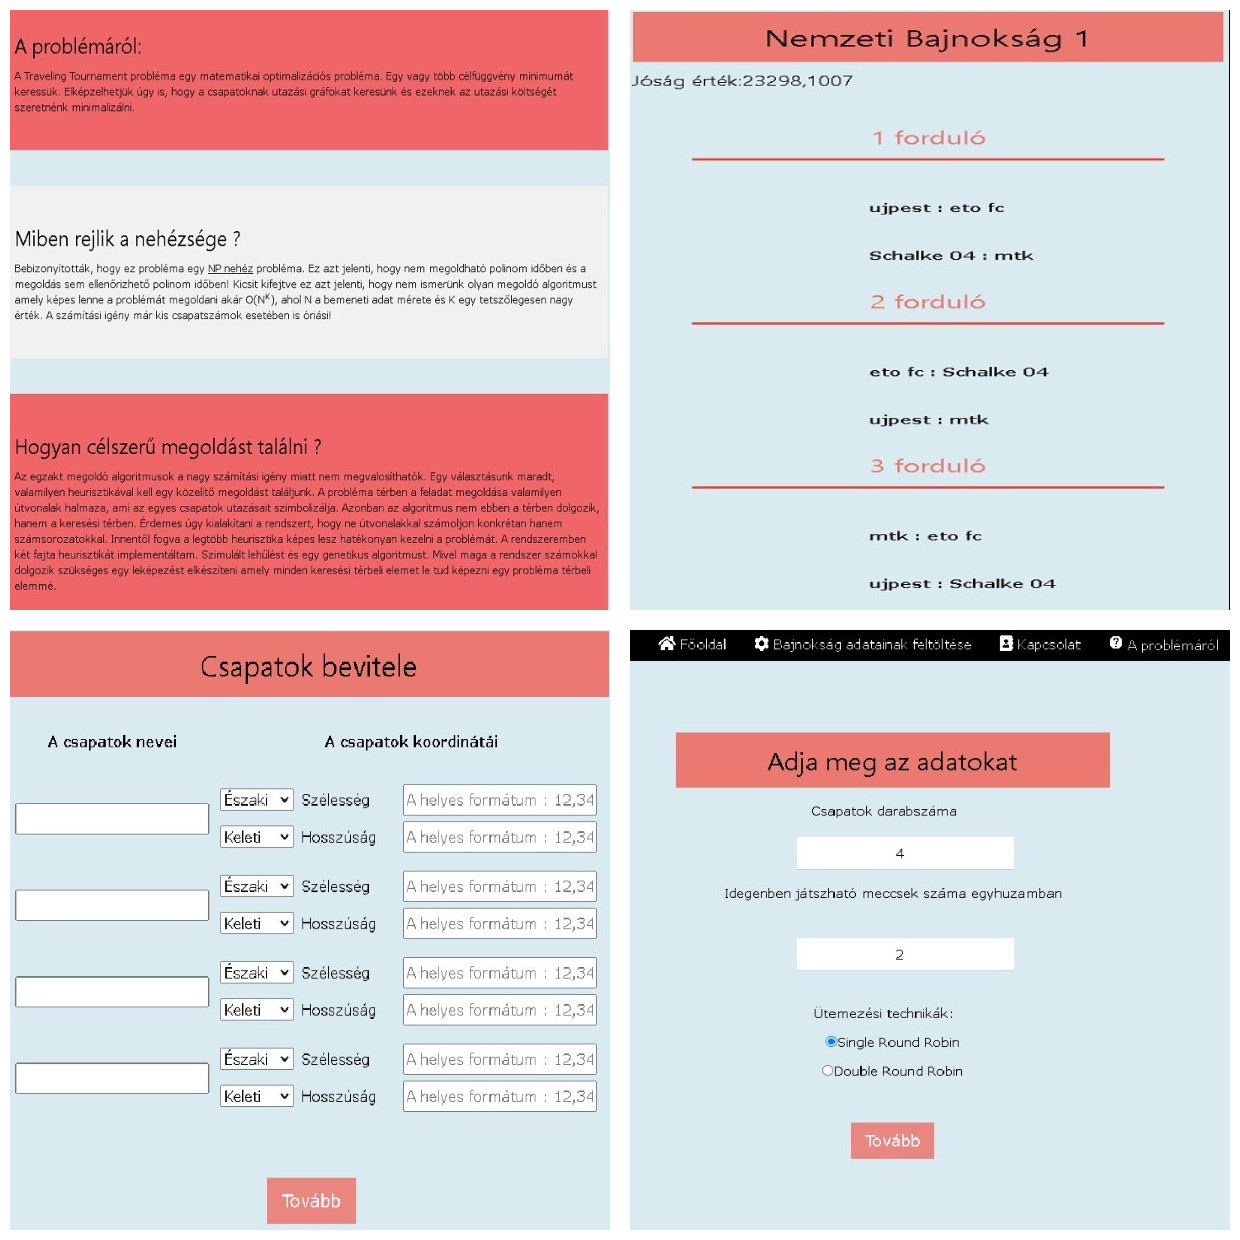 A problémáról:
A Traveling Tournament probléma egy matematikai optimalizációs probléma. Egy vagy több célfüggvény minimumát
keressük. Elképzelhetjük úgy is, hogy a csapatoknak utazási gráfokat keresünk és ezeknek az utazási költségét
szeretnénk minimalizálni.
Miben rejlik a nehézsége ?
Bebizonyították, hogy ez probléma egy NP nehéz probléma. Ez azt jelenti, hogy nem megoldható polinom időben és a
megoldás sem ellenőrizhető polinom időben! Kicsit kifejtve ez azt jelenti, hogy nem ismerünk olyan megoldó algoritmust
amely képes lenne a problémát megoldani akár O(N^K), ahol N a bemeneti adat mérete és K egy tetszőlegesen nagy
érték. A számítási igény már kis csapatszámok esetében is óriási!
Hogyan célszerű megoldást találni ?
Az egzakt megoldó algoritmusok a nagy számítási igény miatt nem megvalosíthatók. Egy választásunk maradt,
valamilyen heurisztikával kell egy közelítő megoldást találjunk. A probléma térben a feladat megoldása valamilyen
útvonalak halmaza, ami az egyes csapatok utazásait szimbolizálja. Azonban az algoritmus nem ebben a térben dolgozik,
hanem a keresési térben. Érdemes úgy kialakítani a rendszert, hogy ne útvonalakkal számoljon konkrétan hanem
számsorozatokkal. Innentől fogva a legtöbb heurisztika képes lesz hatékonyan kezelni a problémát. A rendszeremben
két fajta heurisztikát implementáltam. Szimulált lehűlést és egy genetikus algoritmust. Mivel maga a rendszer számokkal
dolgozik szükséges egy leképezést elkészíteni amely minden keresési térbeli elemet le tud képezni egy probléma térbeli
elemmé.
Nemzeti Bajnokság 1
Jóság érték:23298,1007
1 forduló
ujpest : eto fc
Schalke 04 : mtk
2 forduló
eto fc : Schalke 04
ujpest : mtk
3 forduló
mtk : eto fc
ujpest : Schalke 04
Csapatok bevitele
A csapatok nevei A csapatok koordinátái
Északi Szélesség A helyes formátum : 12,34
Keleti Hosszúság A helyes formátum : 12,34
Északi Szélesség A helyes formátum : 12,34
Keleti Hosszúság A helyes formátum : 12,34
Északi Szélesség A helyes formátum : 12,34
Keleti Hosszúság A helyes formátum : 12,34
Északi Szélesség A helyes formátum : 12,34
Keleti Hosszúság A helyes formátum : 12,34
Tovább
Főoldal Bajnokság adatainak feltöltése Kapcsolat A problémáról
Adja meg az adatokat
Csapatok darabszáma
4
Idegenben játszható meccsek száma egyhuzamban
2
Ütemezési technikák:
Single Round Robin
Double Round Robin
Tovább